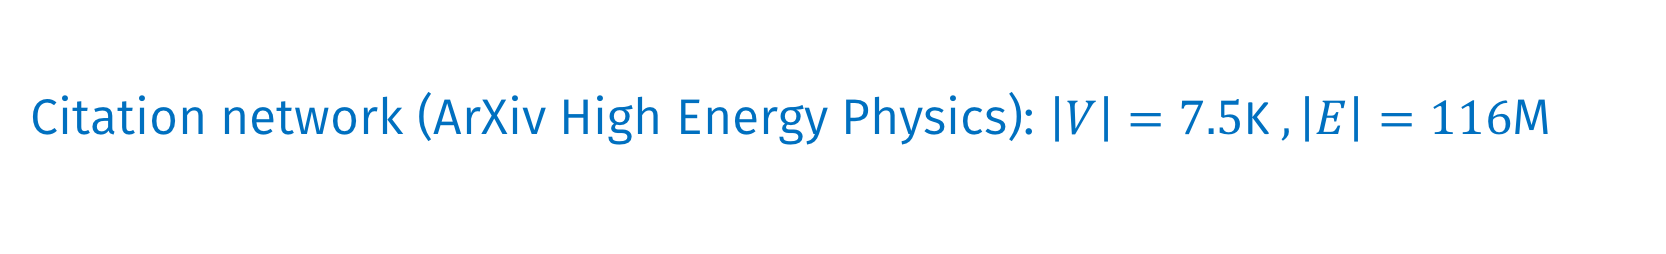 Citation network (ArXiv High Energy Physics): |V| = 7.5K , |E| = 116M